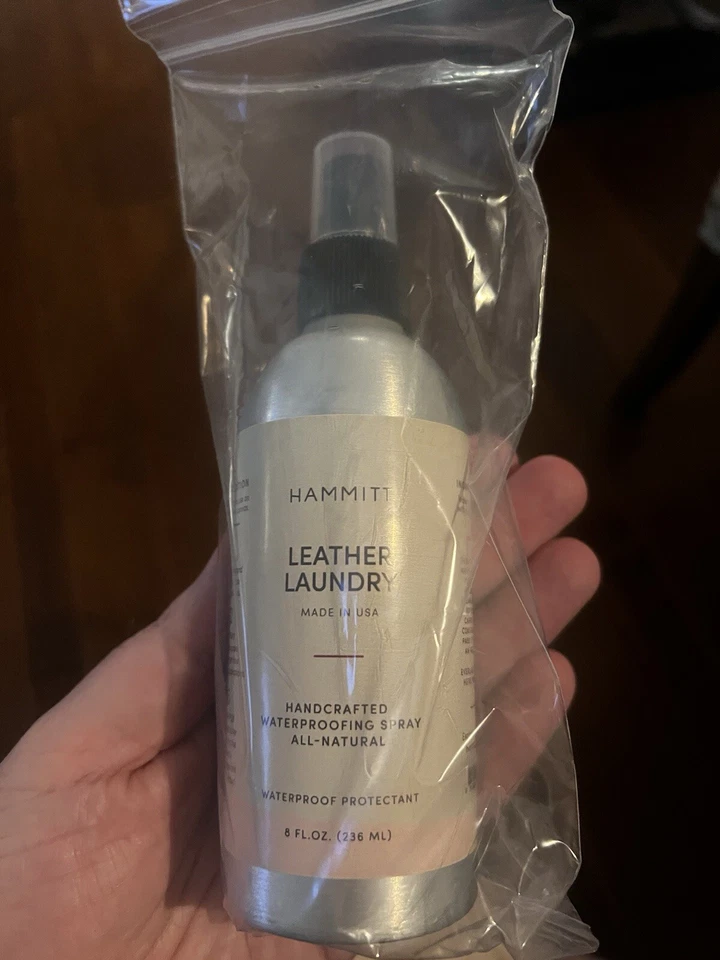 HAMMITT
LEATHER
LAUNDRY
MADE IN USA
HANDCRAFTED
WATERPROOFING SPRAY
ALL-NATURAL
WATERPROOF PROTECTANT
8 FL.OZ. (236 ML)